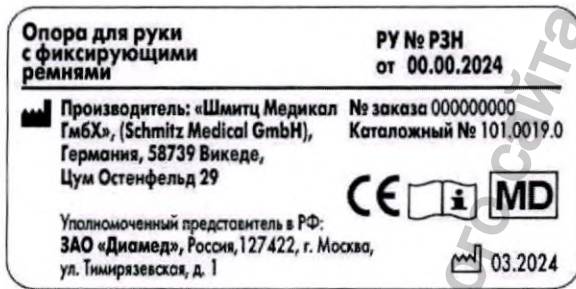 Опора для руки
с фиксирующими
ремнями
РУ № РЗН
от 00.00.2024
Производитель: «Шмитц Медикал
ГмбХ», (Schmitz Medical GmbH),
Германия, 58739 Викеде,
Цум Остенфельд 29
№ заказа 000000000
Каталожный № 101.0019.0
CE
i
MD
Уполномоченный представитель в РФ:
ЗАО «Диамед», Россия,127422, г. Москва,
ул. Тимирязевская, д. 1
03.2024
ого сайта